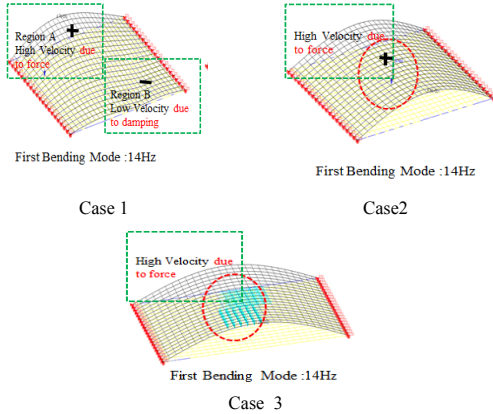 +
Region A
High Velocity due
to force
-
Region B
Low Velocity due
to damping
First Bending Mode :14Hz
Case 1
High Velocity due
to force
+
First Bending Mode :14Hz
Case2
High Velocity due
to force
First Bending Mode :14Hz
Case 3